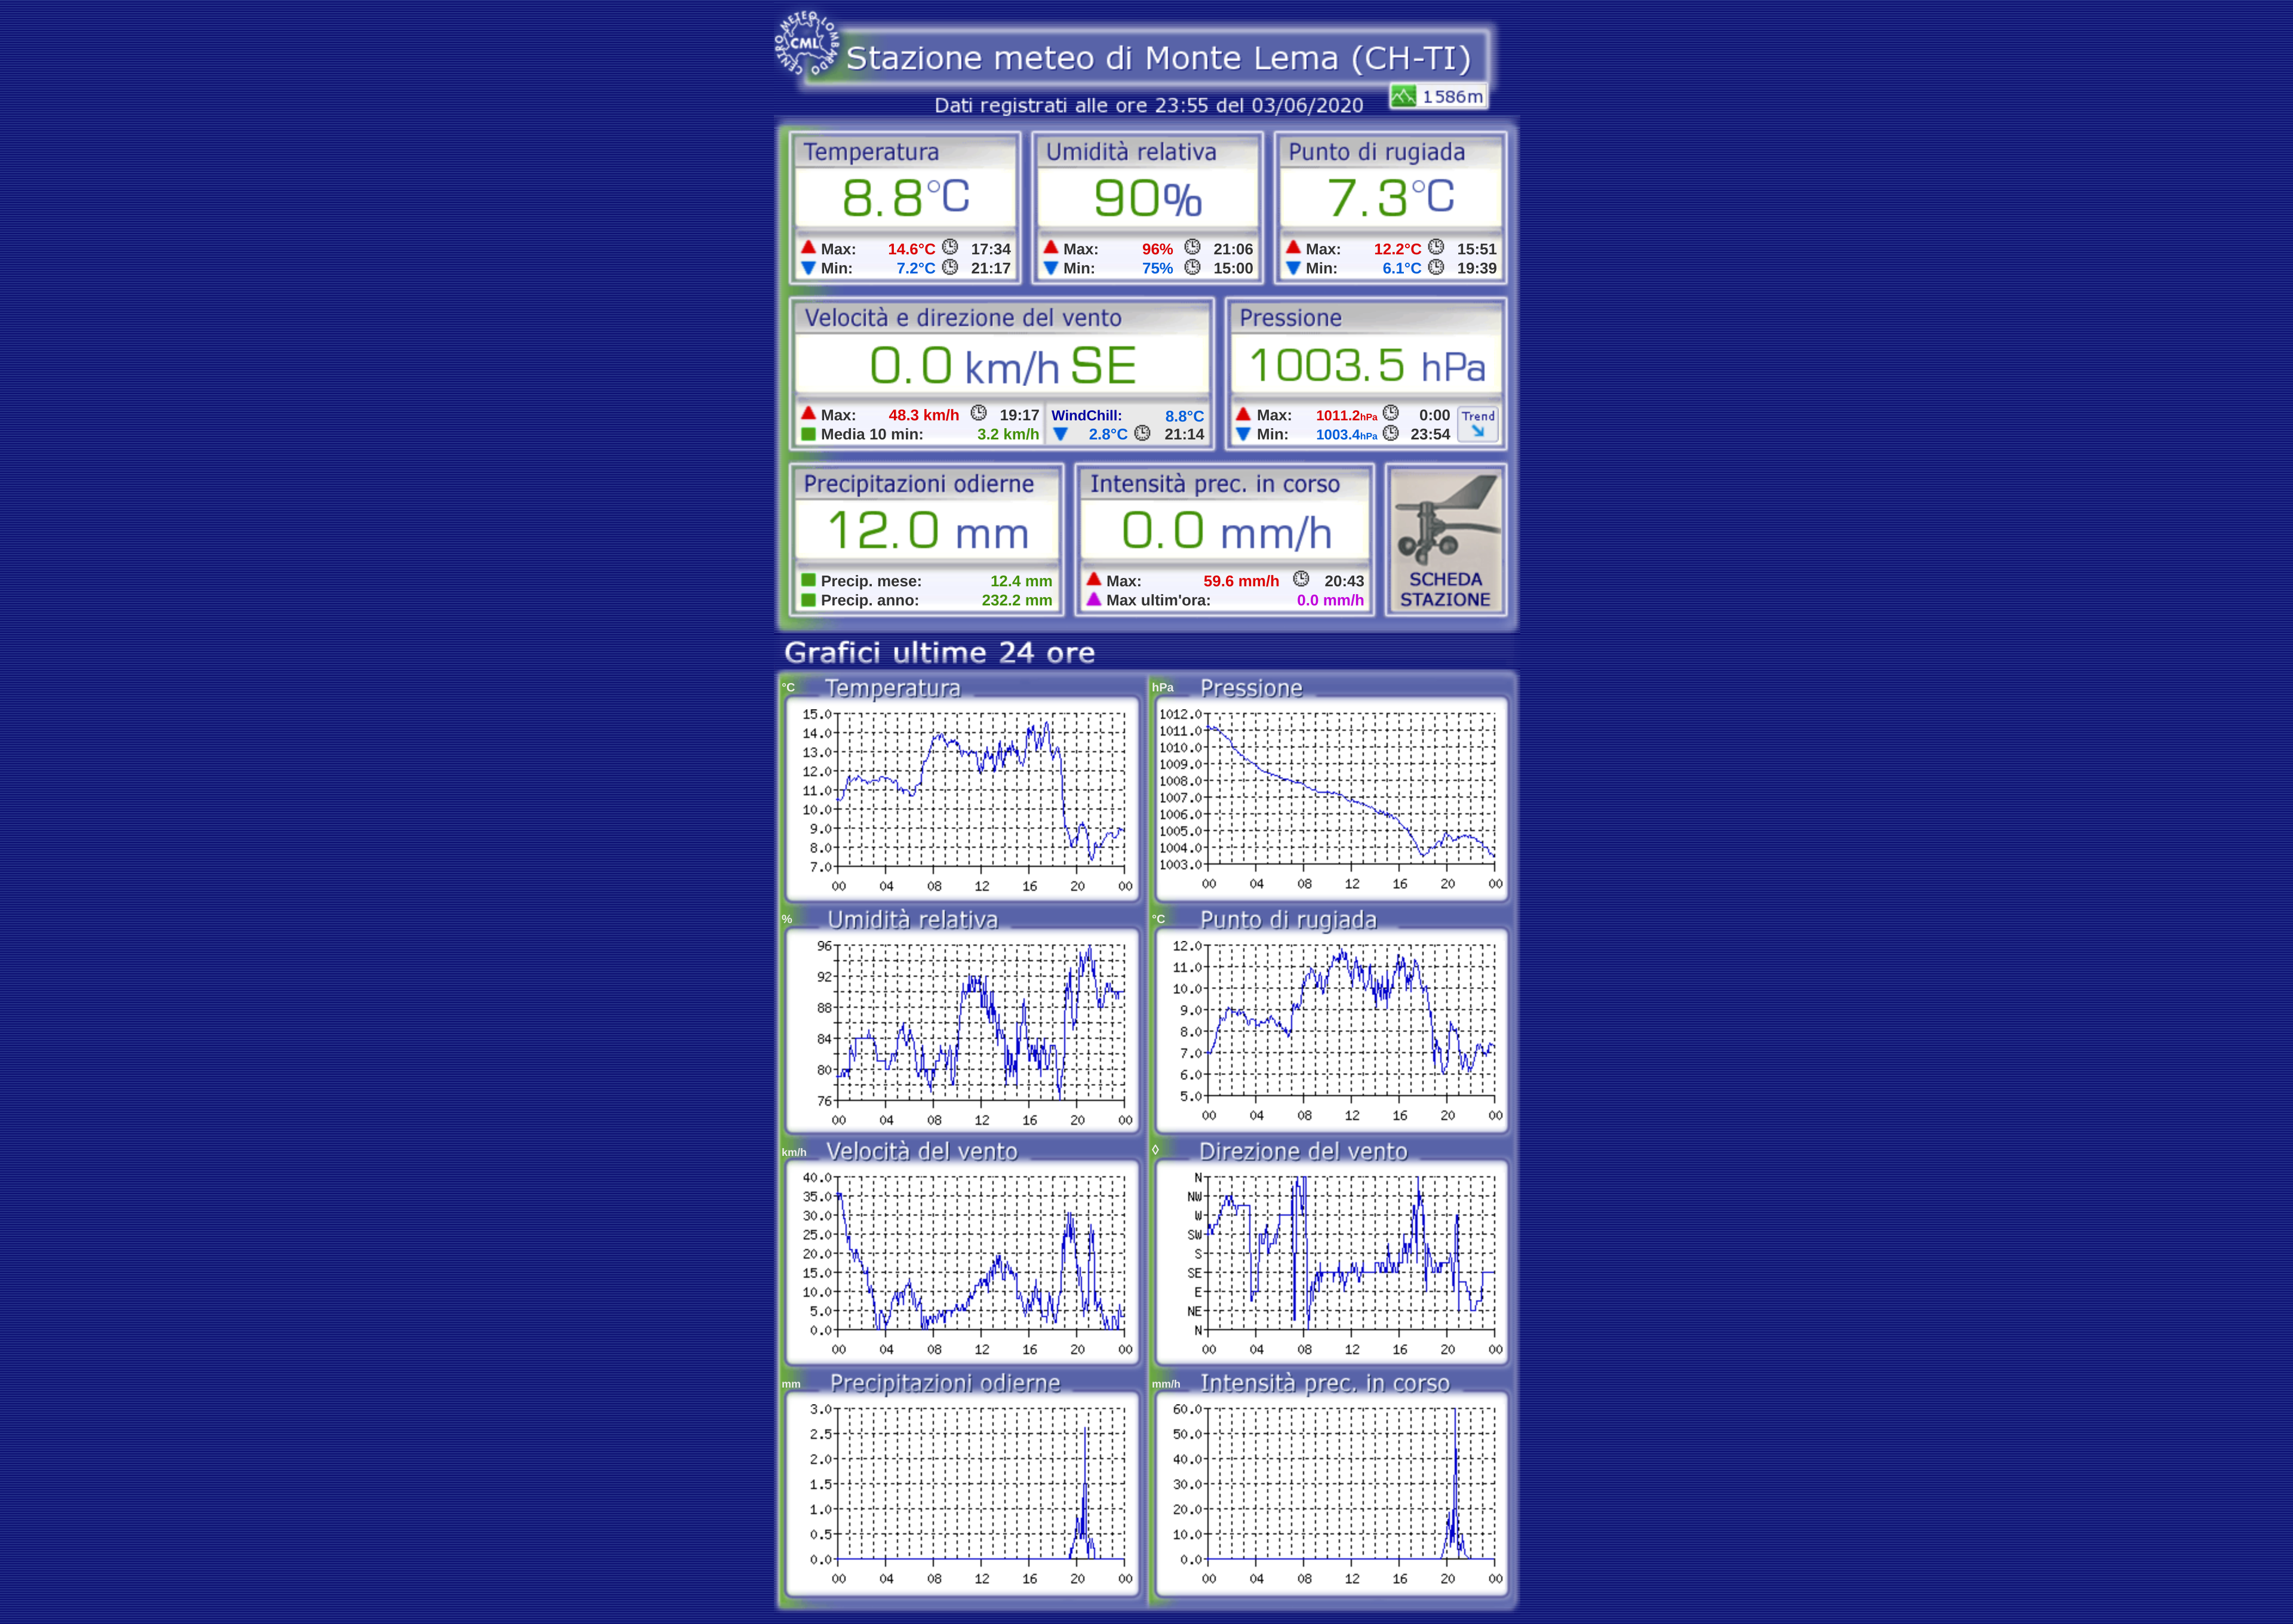 CENTRO METEO LOMBARDO
CML
Stazione meteo di Monte Lema (CH-TI)
Dati registrati alle ore 23:55 del 03/06/2020
1586m
Temperatura
8.8°C
Max: 14.6°C 17:34
Min: 7.2°C 21:17
Umidità relativa
90%
Max: 96% 21:06
Min: 75% 15:00
Punto di rugiada
7.3°C
Max: 12.2°C 15:51
Min: 6.1°C 19:39
Velocità e direzione del vento
0.0 km/h SE
Max: 48.3 km/h 19:17
Media 10 min: 3.2 km/h
WindChill: 8.8°C
2.8°C 21:14
Pressione
1003.5 hPa
Max: 1011.2hPa 0:00
Min: 1003.4hPa 23:54
Trend
Precipitazioni odierne
12.0 mm
Precip. mese: 12.4 mm
Precip. anno: 232.2 mm
Intensità prec. in corso
0.0 mm/h
Max: 59.6 mm/h 20:43
Max ultim'ora: 0.0 mm/h
SCHEDA
STAZIONE
Grafici ultime 24 ore
°C Temperatura
15.0
14.0
13.0
12.0
11.0
10.0
9.0
8.0
7.0
00 04 08 12 16 20 00
hPa Pressione
1012.0
1011.0
1010.0
1009.0
1008.0
1007.0
1006.0
1005.0
1004.0
1003.0
00 04 08 12 16 20 00
% Umidità relativa
96
92
88
84
80
76
00 04 08 12 16 20 00
°C Punto di rugiada
12.0
11.0
10.0
9.0
8.0
7.0
6.0
5.0
00 04 08 12 16 20 00
km/h Velocità del vento
40.0
35.0
30.0
25.0
20.0
15.0
10.0
5.0
0.0
00 04 08 12 16 20 00
◊ Direzione del vento
N
NW
W
SW
S
SE
E
NE
N
00 04 08 12 16 20 00
mm Precipitazioni odierne
3.0
2.5
2.0
1.5
1.0
0.5
0.0
00 04 08 12 16 20 00
mm/h Intensità prec. in corso
60.0
50.0
40.0
30.0
20.0
10.0
0.0
00 04 08 12 16 20 00